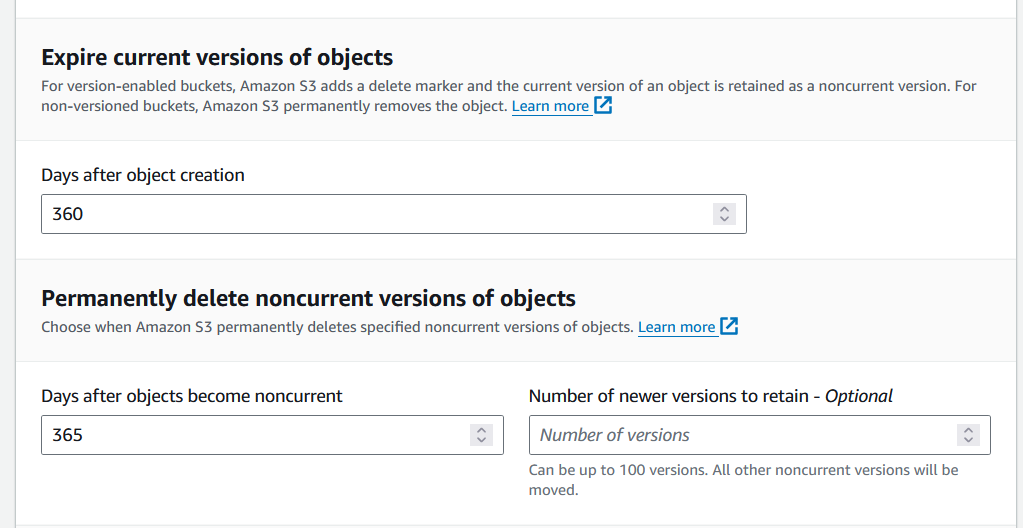 Expire current versions of objects
For version-enabled buckets, Amazon S3 adds a delete marker and the current version of an object is retained as a noncurrent version. For
non-versioned buckets, Amazon S3 permanently removes the object. Learn more
Days after object creation
360
Permanently delete noncurrent versions of objects
Choose when Amazon S3 permanently deletes specified noncurrent versions of objects. Learn more
Days after objects become noncurrent
365
Number of newer versions to retain - Optional
Number of versions
Can be up to 100 versions. All other noncurrent versions will be
moved.